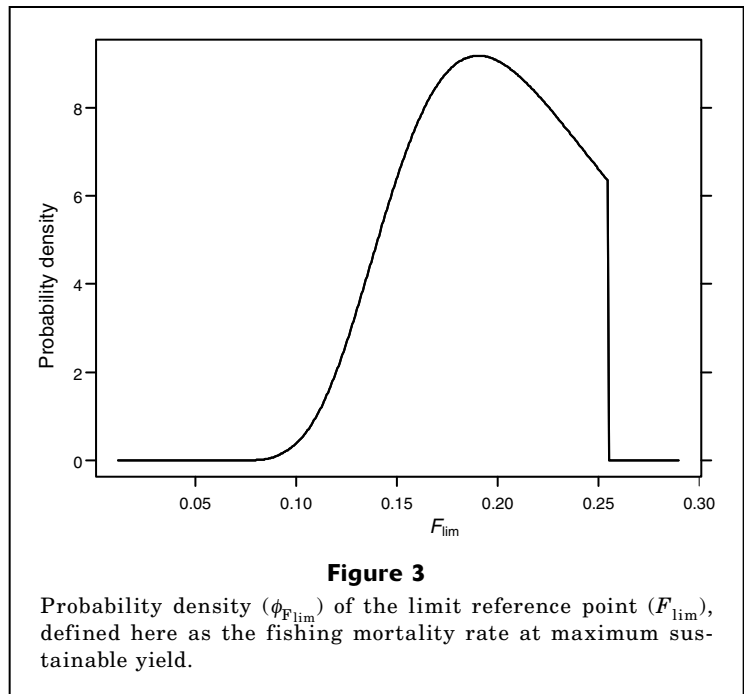 Probability density
8
6
4
2
0
0.05 0.10 0.15 0.20 0.25 0.30
Flim
Figure 3
Probability density (ϕFlim) of the limit reference point (Flim),
defined here as the fishing mortality rate at maximum sus-
tainable yield.